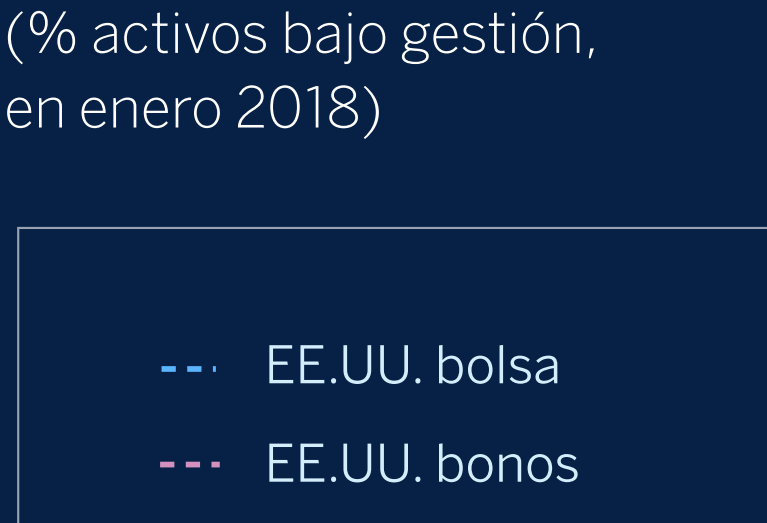 (% activos bajo gestión,
en enero 2018)
EE.UU. bolsa
EE.UU. bonos